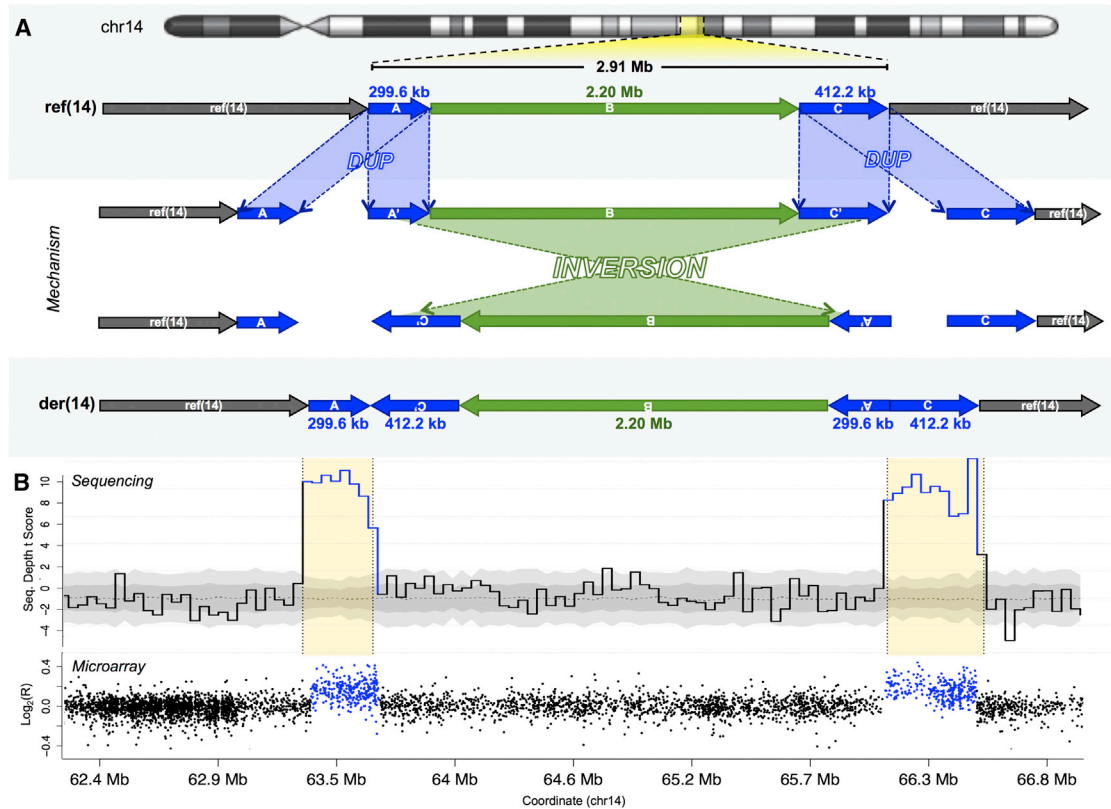 A
chr14
2.91 Mb
299.6 kb 2.20 Mb 412.2 kb
ref(14) ref(14) A B C ref(14)
DUP DUP
ref(14) A A' B C' C ref(14)
Mechanism
INVERSION
ref(14) A C' B A' C ref(14)
der(14) ref(14) A C' B A' C ref(14)
299.6 kb 412.2 kb 2.20 Mb 299.6 kb 412.2 kb
B
Sequencing
Seq. Depth t Score
10
8
6
4
2
0
-2
-4
Microarray
Log2(R)
0.4
0.0
-0.4
62.4 Mb 62.9 Mb 63.5 Mb 64 Mb 64.6 Mb 65.2 Mb 65.7 Mb 66.3 Mb 66.8 Mb
Coordinate (chr14)